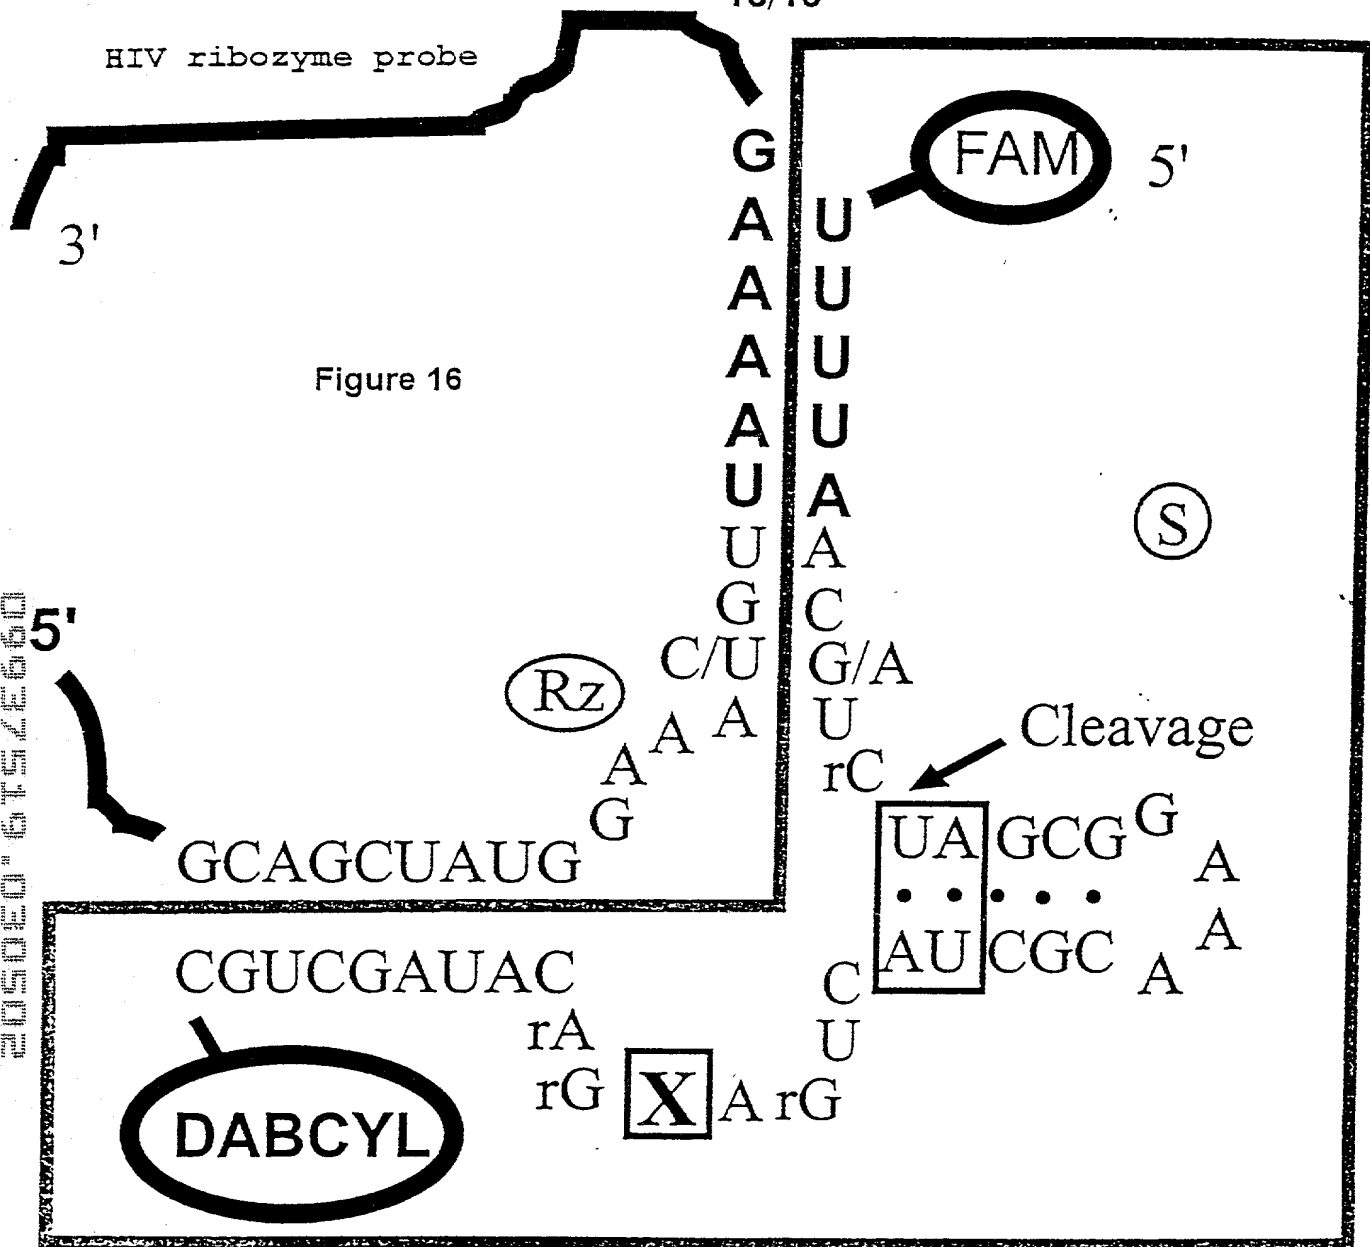 HIV ribozyme probe
3'
Figure 16
G
A U
A U
A U
A U
U A
U A
G C
C/U G/A
A U
FAM 5'
S
5'
Rz
A
A
G
GCAGCUAUG
rC
Cleavage
UA GCG G
A
A
AU CGC A
C
U
CGUCGAUAC
rA
rG X A rG
DABCYL